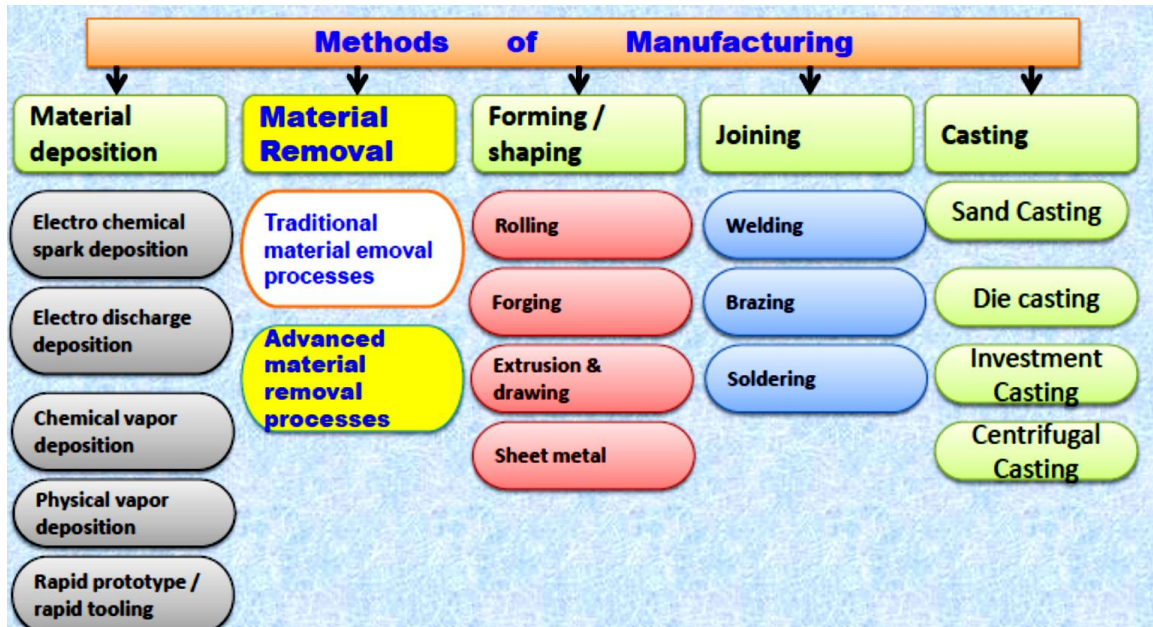 Methods of Manufacturing
Material
deposition
Electro chemical
spark deposition
Electro discharge
deposition
Chemical vapor
deposition
Physical vapor
deposition
Rapid prototype /
rapid tooling
Material
Removal
Traditional
material emoval
processes
Advanced
material
removal
processes
Forming /
shaping
Rolling
Forging
Extrusion &
drawing
Sheet metal
Joining
Welding
Brazing
Soldering
Casting
Sand Casting
Die casting
Investment
Casting
Centrifugal
Casting